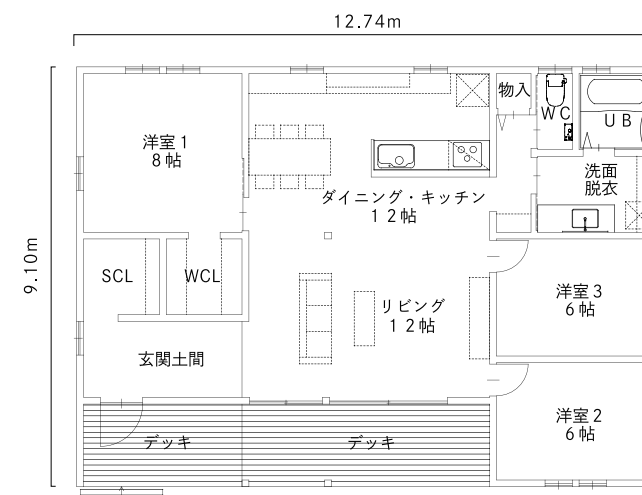 12.74m
9.10m
物入
WC
UB
洋室1
8帖
洗面
脱衣
ダイニング・キッチン
12帖
SCL
WCL
洋室3
6帖
リビング
12帖
玄関土間
洋室2
6帖
デッキ
デッキ